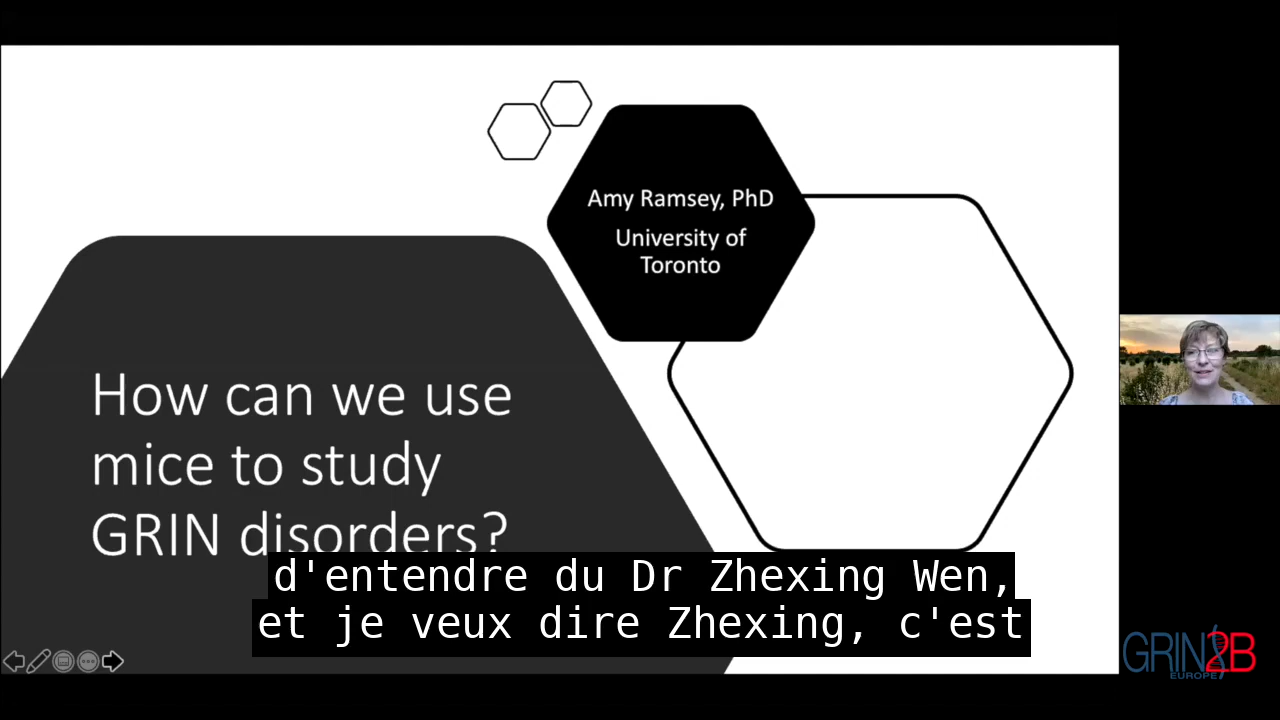 Amy Ramsey, PhD
University of
Toronto
How can we use
mice to study
GRIN disorders?
d'entendre du Dr Zhexing Wen,
et je veux dire Zhexing, c'est
GRIN2B
EUROPE